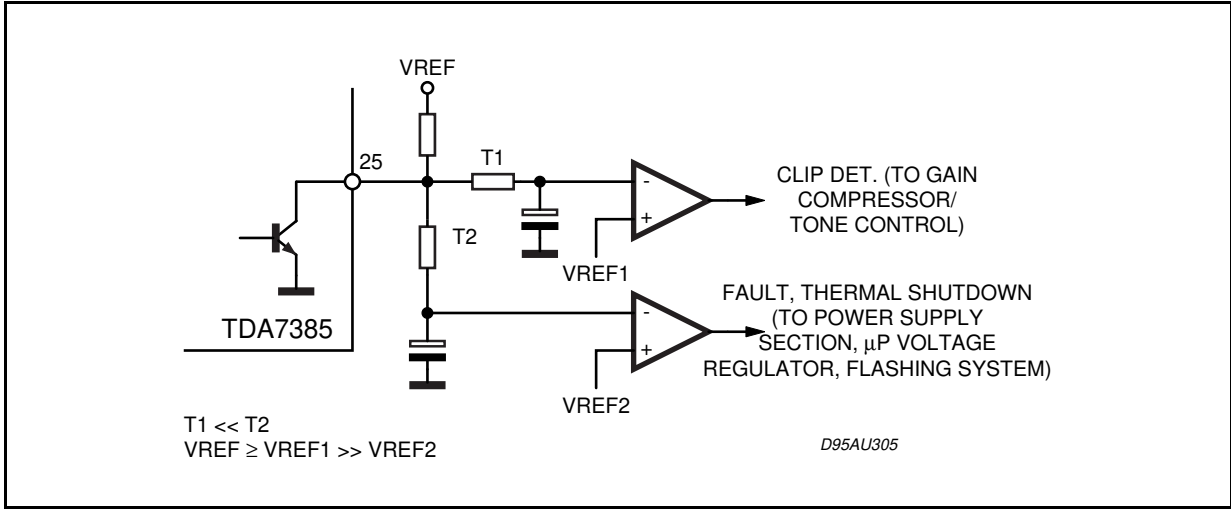 VREF
25
T1
-
+
CLIP DET. (TO GAIN
COMPRESSOR/
TONE CONTROL)
VREF1
T2
-
+
FAULT, THERMAL SHUTDOWN
(TO POWER SUPPLY
SECTION, µP VOLTAGE
REGULATOR, FLASHING SYSTEM)
VREF2
TDA7385
T1 << T2
VREF ≥ VREF1 >> VREF2
D95AU305